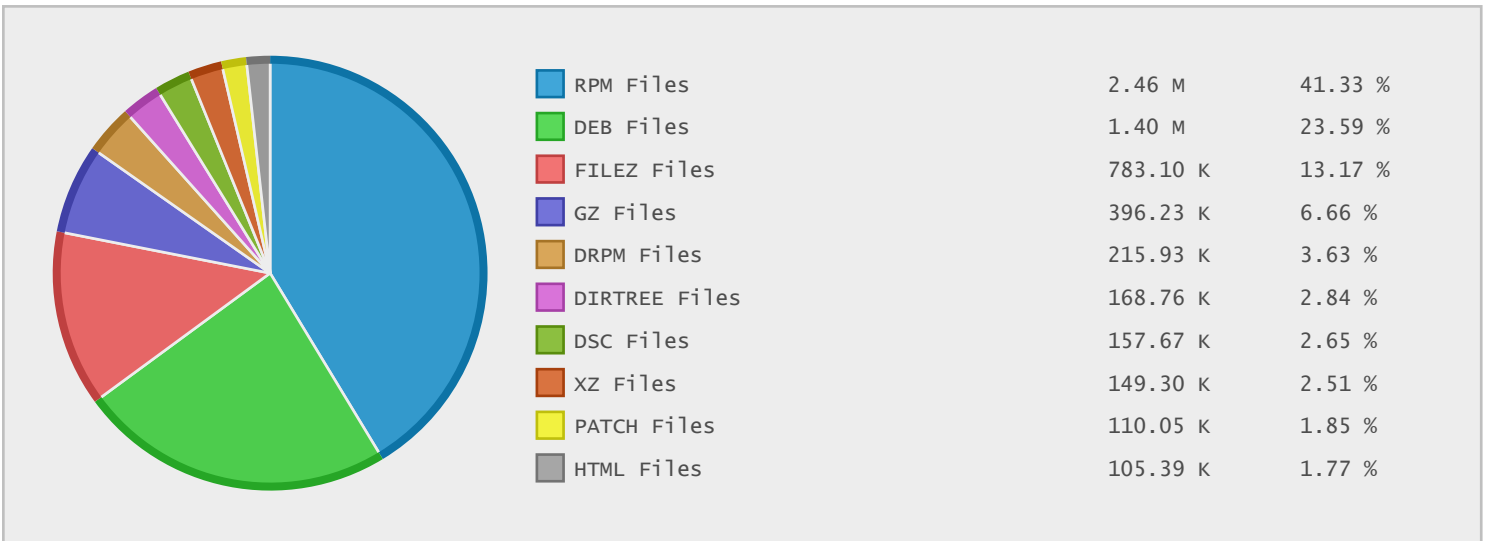 RPM Files 2.46 M 41.33 %
DEB Files 1.40 M 23.59 %
FILEZ Files 783.10 K 13.17 %
GZ Files 396.23 K 6.66 %
DRPM Files 215.93 K 3.63 %
DIRTREE Files 168.76 K 2.84 %
DSC Files 157.67 K 2.65 %
XZ Files 149.30 K 2.51 %
PATCH Files 110.05 K 1.85 %
HTML Files 105.39 K 1.77 %